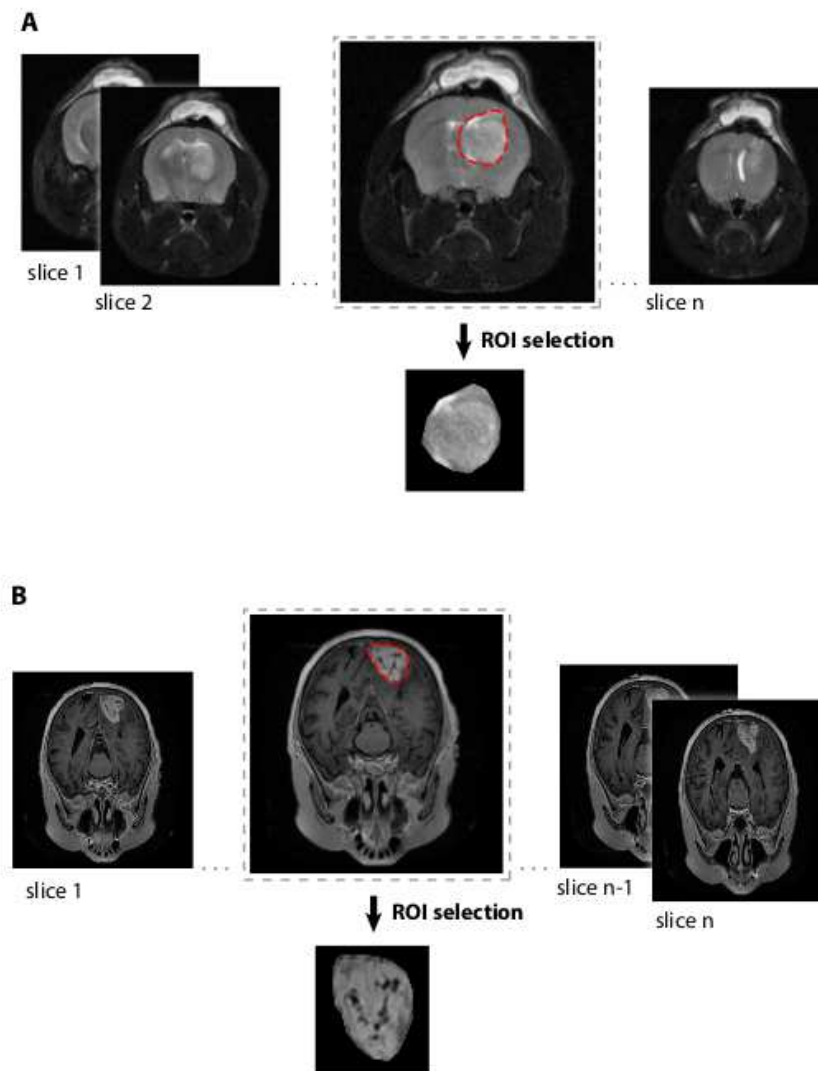 A
slice 1
slice 2
. . .
. . .
slice n
ROI selection
B
slice 1
. . .
. . .
slice n-1
slice n
ROI selection